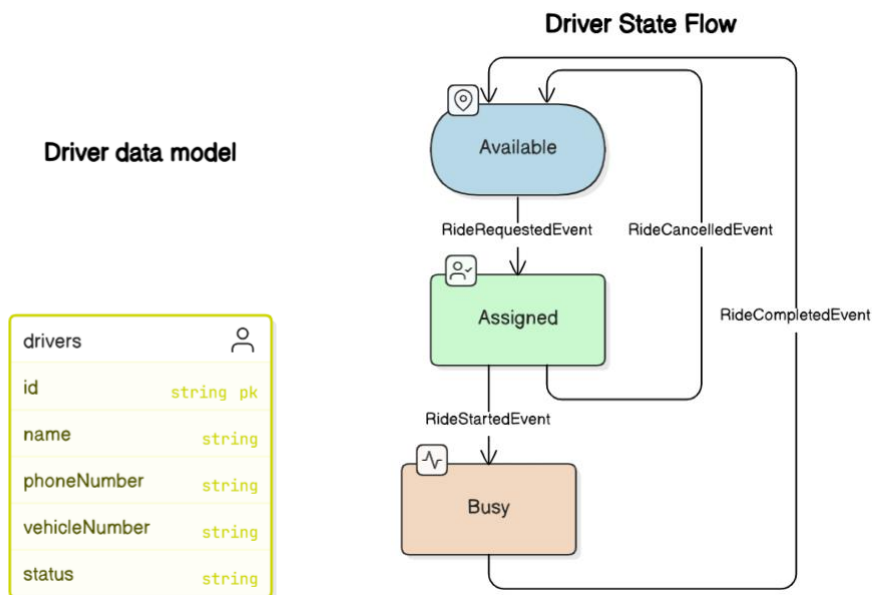 Driver State Flow
Driver data model
Available
RideRequestedEvent
RideCancelledEvent
Assigned
RideCompletedEvent
RideStartedEvent
Busy
drivers
id string pk
name string
phoneNumber string
vehicleNumber string
status string